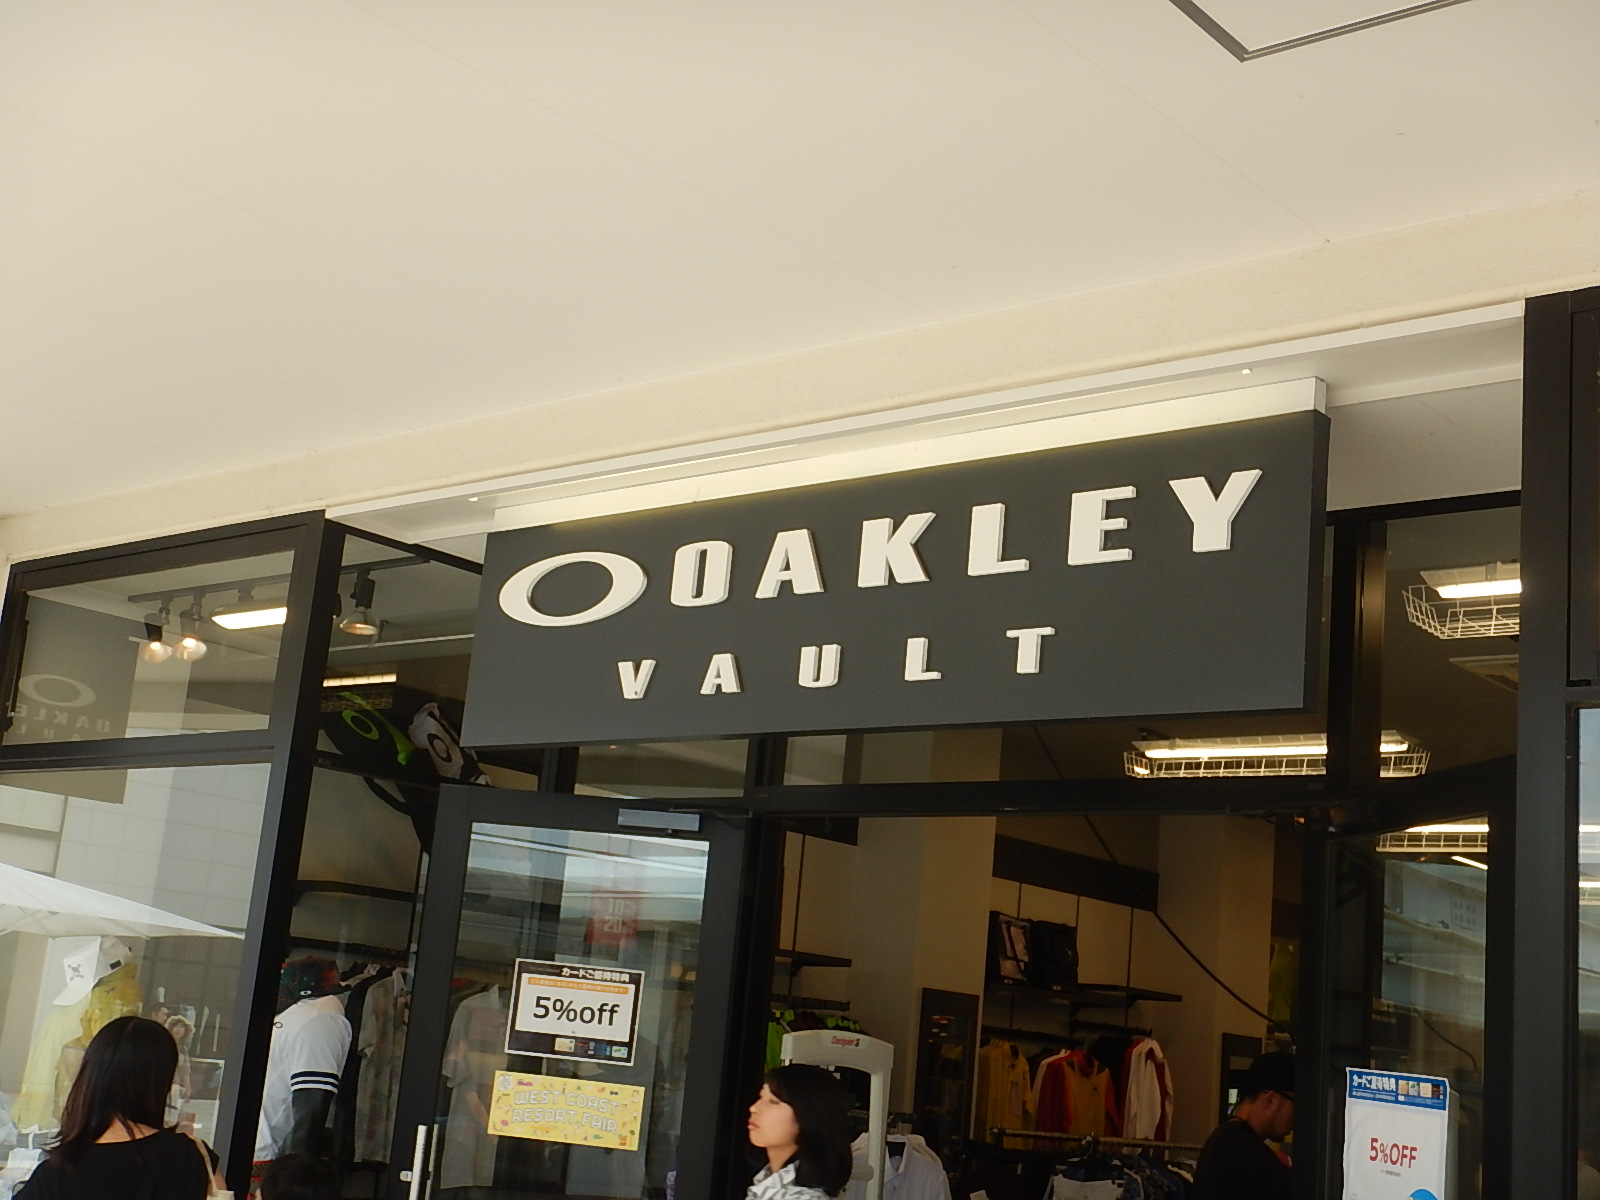 OAKLEY
VAULT
カードご優待特典
5%off
WEST COAST
RESORT FAIR
Checkpoint
カードご優待特典
5%OFF